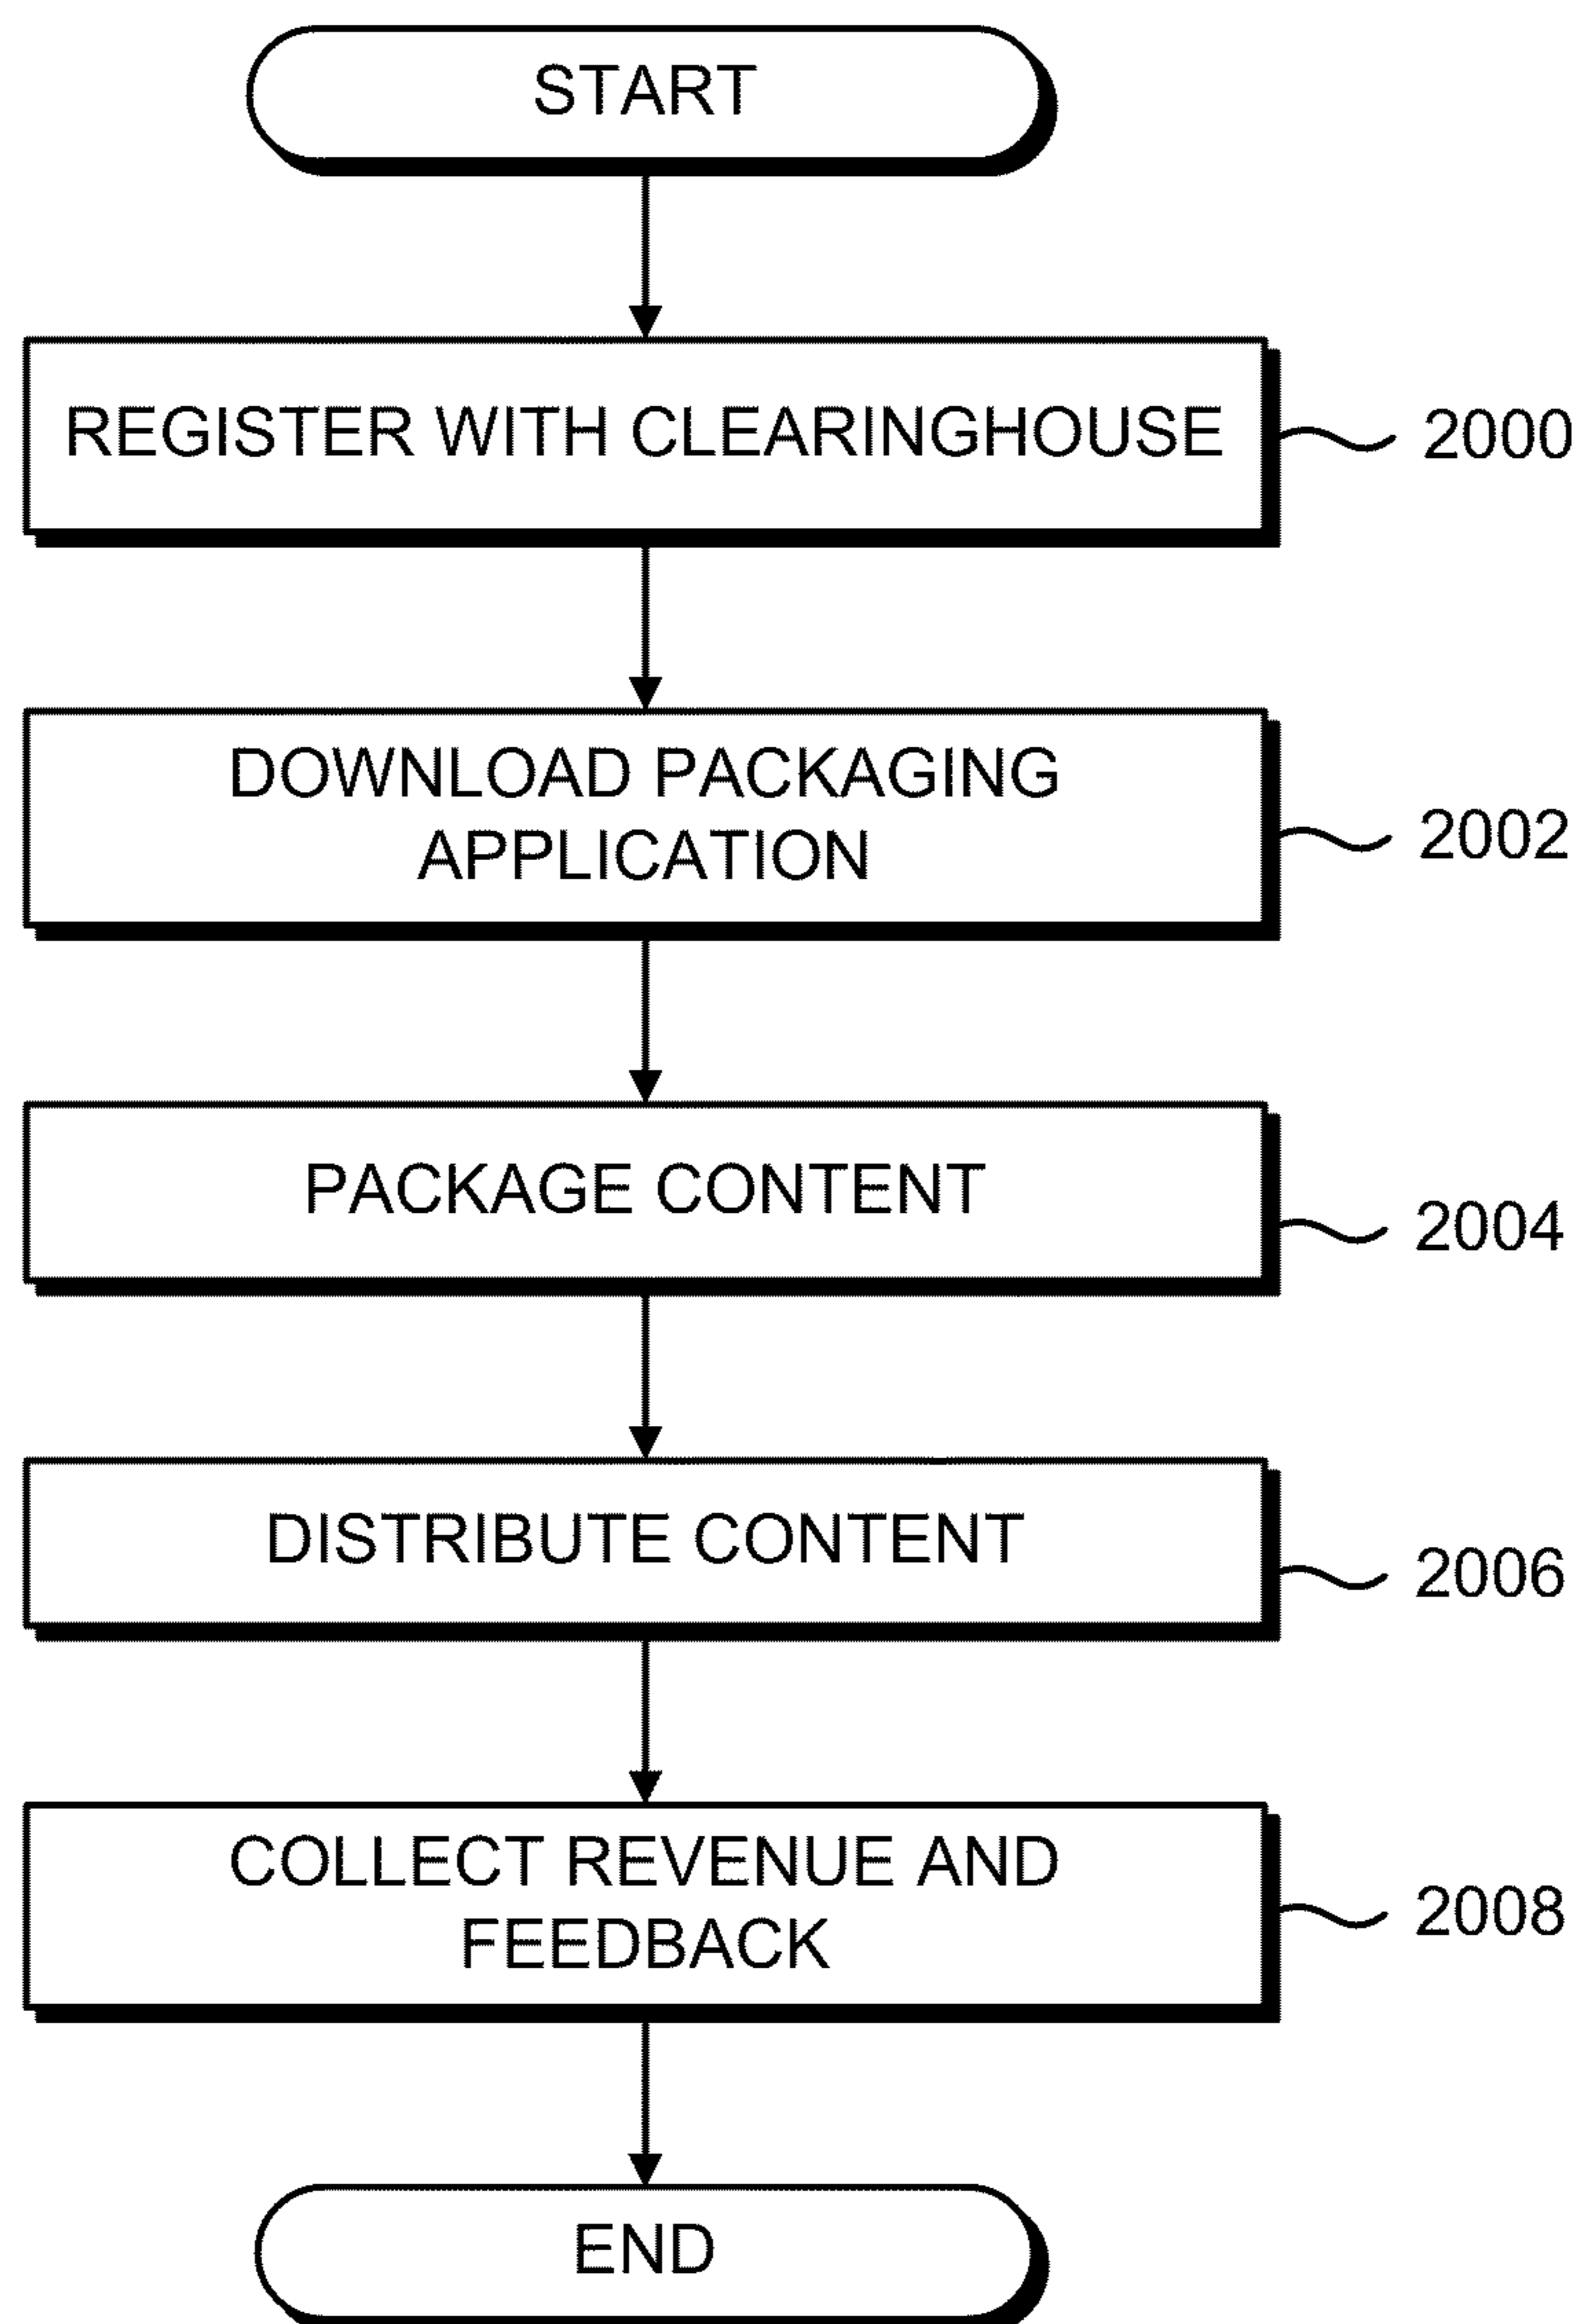 START
REGISTER WITH CLEARINGHOUSE
2000
DOWNLOAD PACKAGING
APPLICATION
2002
PACKAGE CONTENT
2004
DISTRIBUTE CONTENT
2006
COLLECT REVENUE AND
FEEDBACK
2008
END